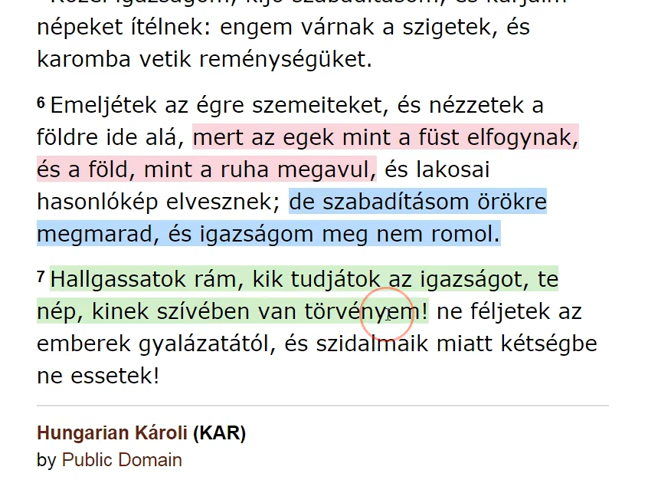 népeket ítélnek: engem várnak a szigetek, és
karomba vetik reménységüket.
6 Emeljétek az égre szemeiteket, és nézzetek a
földre ide alá, mert az egek mint a füst elfogynak,
és a föld, mint a ruha megavul, és lakosai
hasonlókép elvesznek; de szabadításom örökre
megmarad, és igazságom meg nem romol.
7 Hallgassatok rám, kik tudjátok az igazságot, te
nép, kinek szívében van törvényem! ne féljetek az
emberek gyalázatától, és szidalmaik miatt kétségbe
ne essetek!
Hungarian Károli (KAR)
by Public Domain